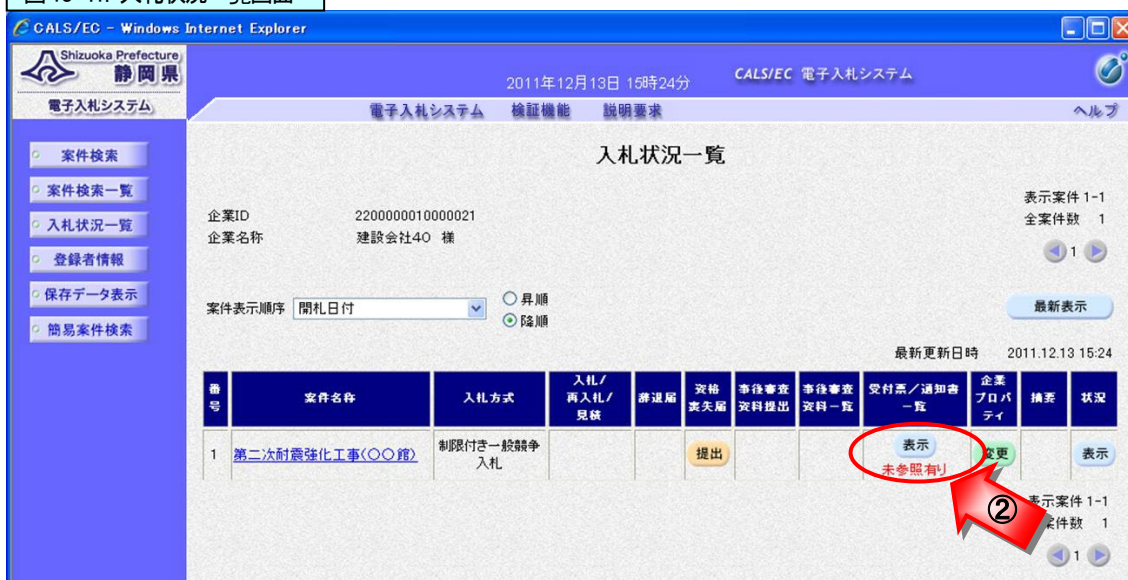 CALS/EC - Windows Internet Explorer
Shizuoka Prefecture
静岡県
電子入札システム
2011年12月13日 15時24分
CALS/EC 電子入札システム
電子入札システム 検証機能 説明要求 ヘルプ
案件検索
案件検索一覧
入札状況一覧
登録者情報
保存データ表示
簡易案件検索
入札状況一覧
表示案件 1-1
全案件数 1
1
企業ID 2200000010000021
企業名称 建設会社40 様
案件表示順序 開札日付
昇順
降順
最新表示
最新更新日時 2011.12.13 15:24
番号 案件名称 入札方式 入札/再入札/見積 辞退届 資格喪失届 事後審査資料提出 事後審査資料一覧 受付票/通知書一覧 企業プロパティ 摘要 状況
1 第二次耐震強化工事(〇〇館) 制限付き一般競争入札 提出 表示 未参照有り 変更 表示
②
表示案件 1-1
案件数 1
1